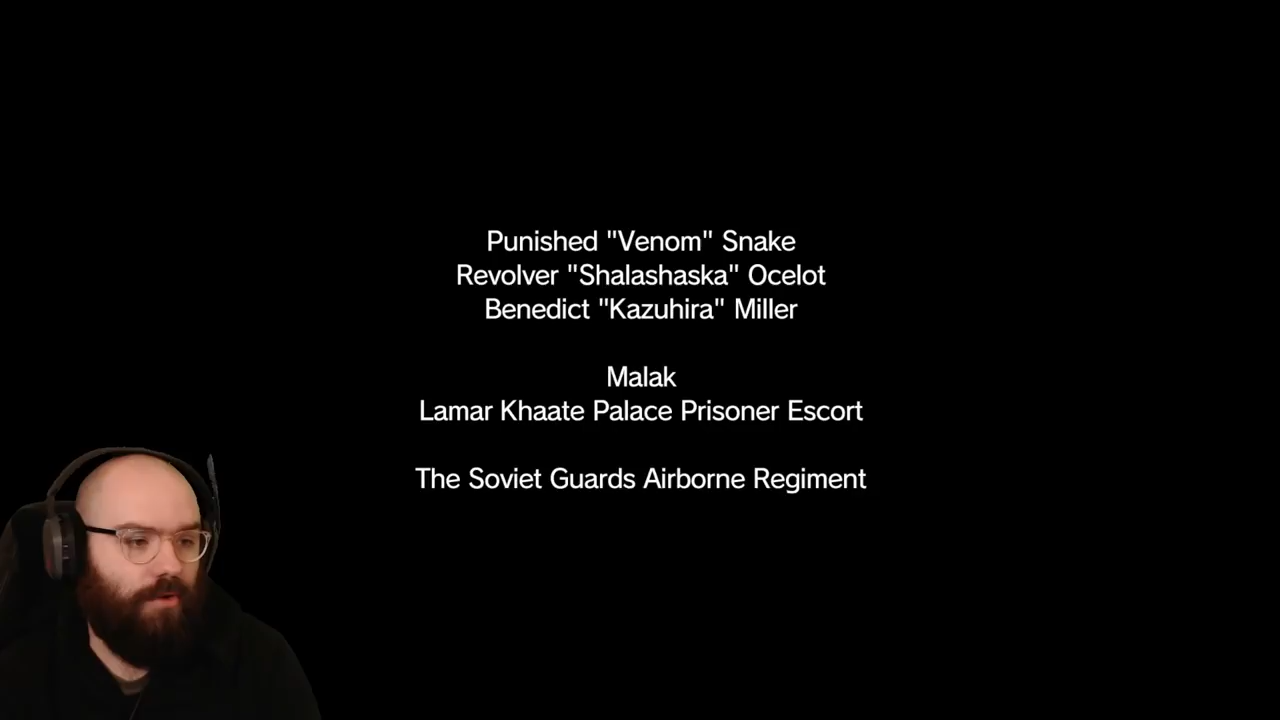 Punished "Venom" Snake
Revolver "Shalashaska" Ocelot
Benedict "Kazuhira" Miller
Malak
Lamar Khaate Palace Prisoner Escort
The Soviet Guards Airborne Regiment